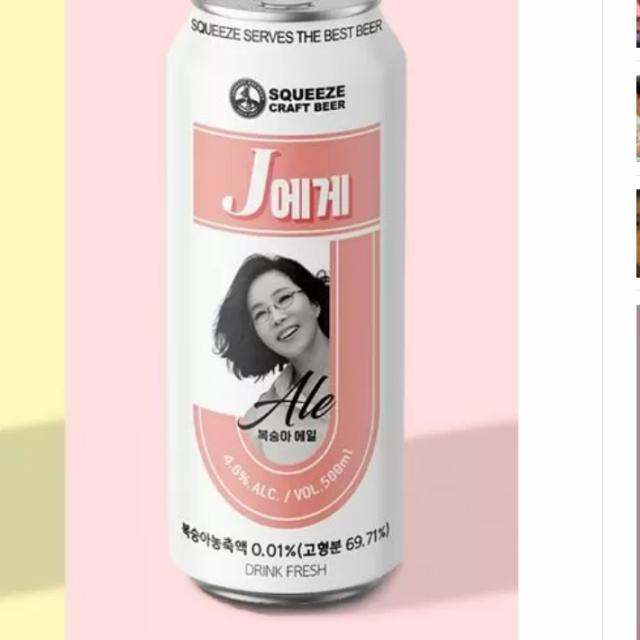 SQUEEZE SERVES THE BEST BEER
SQUEEZE
CRAFT BEER
J에게
Ale
복숭아 에일
4.6%.ALC. / VOL.500ml
복숭아농축액 0.01%(고형분 69.71%)
DRINK FRESH